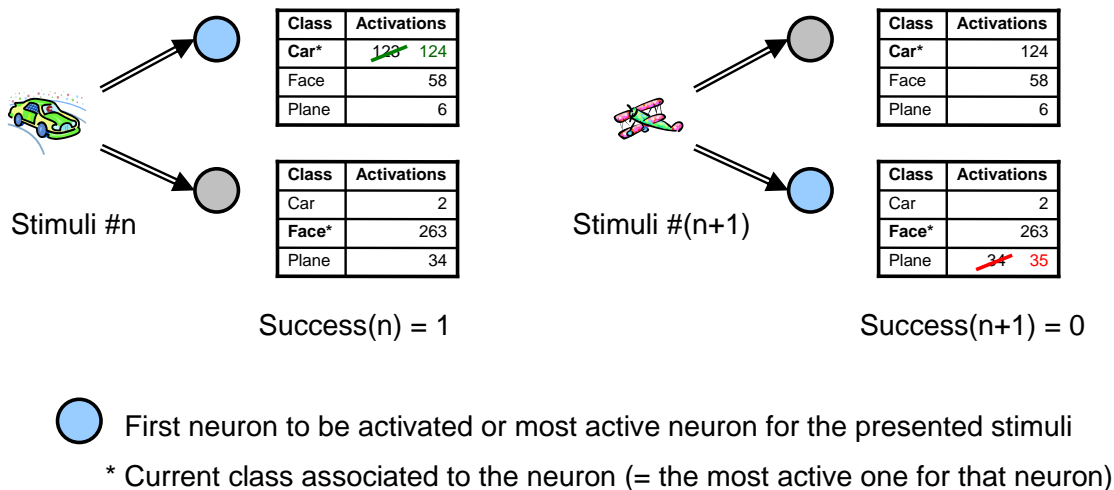 Class Activations
Car* 123 124
Face 58
Plane 6
Class Activations
Car 2
Face* 263
Plane 34
Stimuli #n
Success(n) = 1
Class Activations
Car* 124
Face 58
Plane 6
Class Activations
Car 2
Face* 263
Plane 34 35
Stimuli #(n+1)
Success(n+1) = 0
First neuron to be activated or most active neuron for the presented stimuli
* Current class associated to the neuron (= the most active one for that neuron)